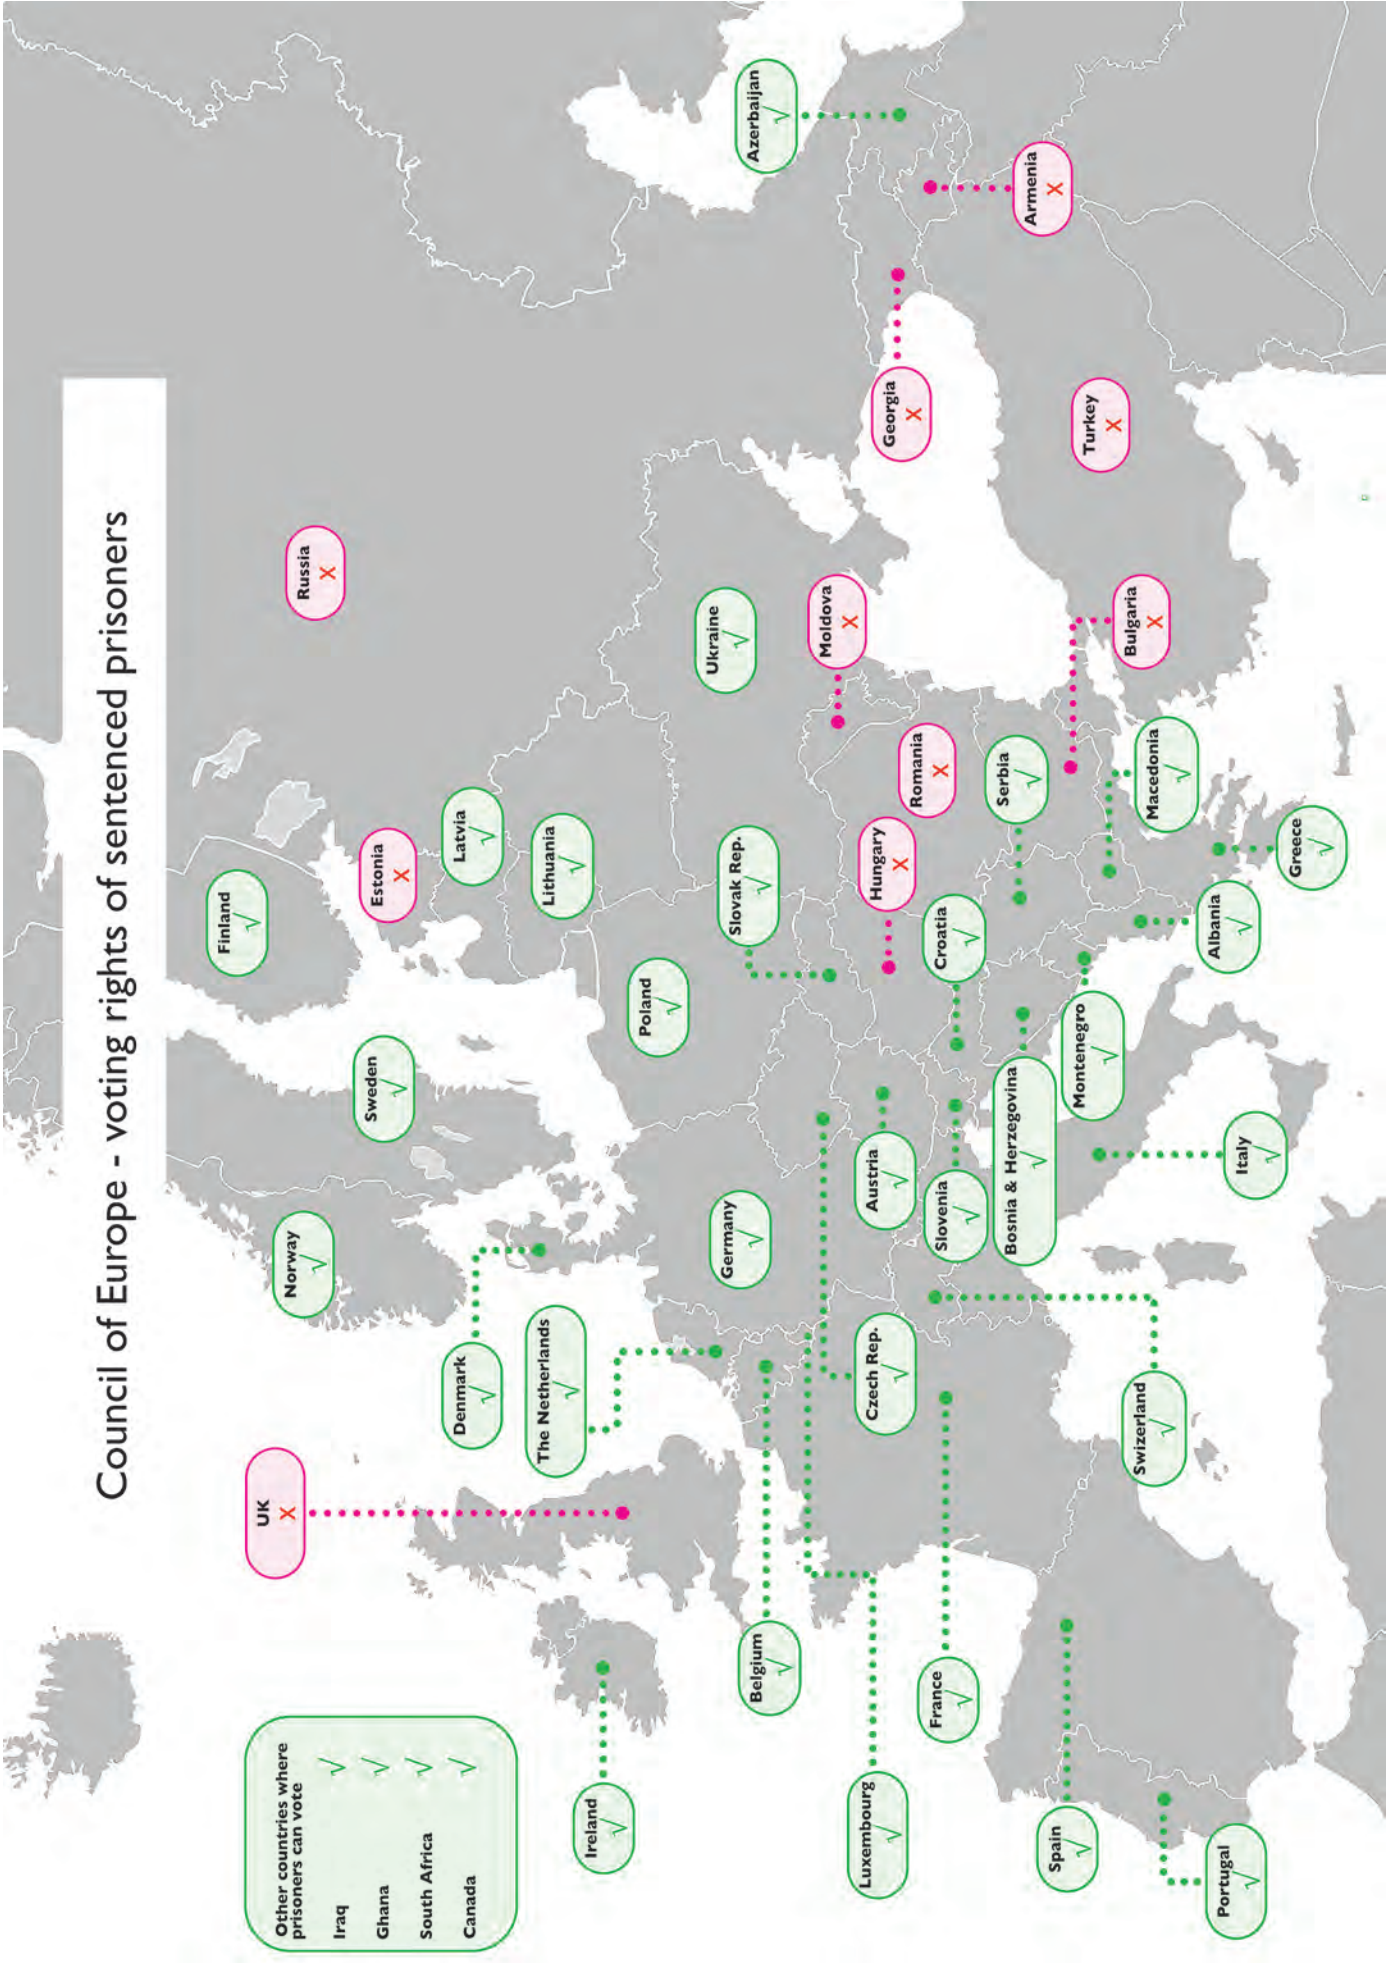 Council of Europe - voting rights of sentenced prisoners
Other countries where
prisoners can vote
Iraq √
Ghana √
South Africa √
Canada √
UK
X
Norway
√
Sweden
√
Finland
√
Russia
X
Estonia
X
Latvia
√
Lithuania
√
Denmark
√
The Netherlands
√
Ireland
√
Belgium
√
Germany
√
Poland
√
Slovak Rep.
√
Ukraine
√
Azerbaijan
√
Moldova
X
Luxembourg
√
Czech Rep.
√
Austria
√
Hungary
X
Romania
X
Georgia
X
France
√
Slovenia
√
Croatia
√
Serbia
√
Armenia
X
Spain
√
Bosnia & Herzegovina
√
Montenegro
√
Turkey
X
Bulgaria
X
Macedonia
√
Swizerland
√
Portugal
√
Italy
√
Albania
√
Greece
√